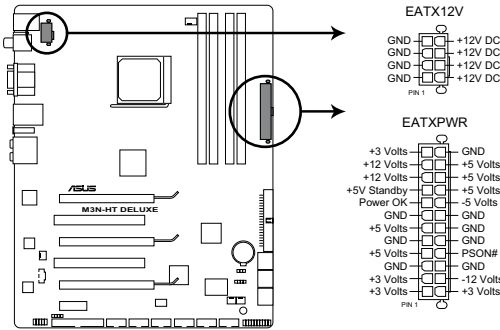 EATX12V
GND +12V DC
GND +12V DC
GND +12V DC
GND +12V DC
PIN 1
EATXPWR
+3 Volts GND
+12 Volts +5 Volts
+12 Volts +5 Volts
+5V Standby +5 Volts
Power OK -5 Volts
GND GND
+5 Volts GND
GND GND
+5 Volts PSON#
GND GND
+3 Volts -12 Volts
+3 Volts +3 Volts
PIN 1
ASUS
M3N-HT DELUXE